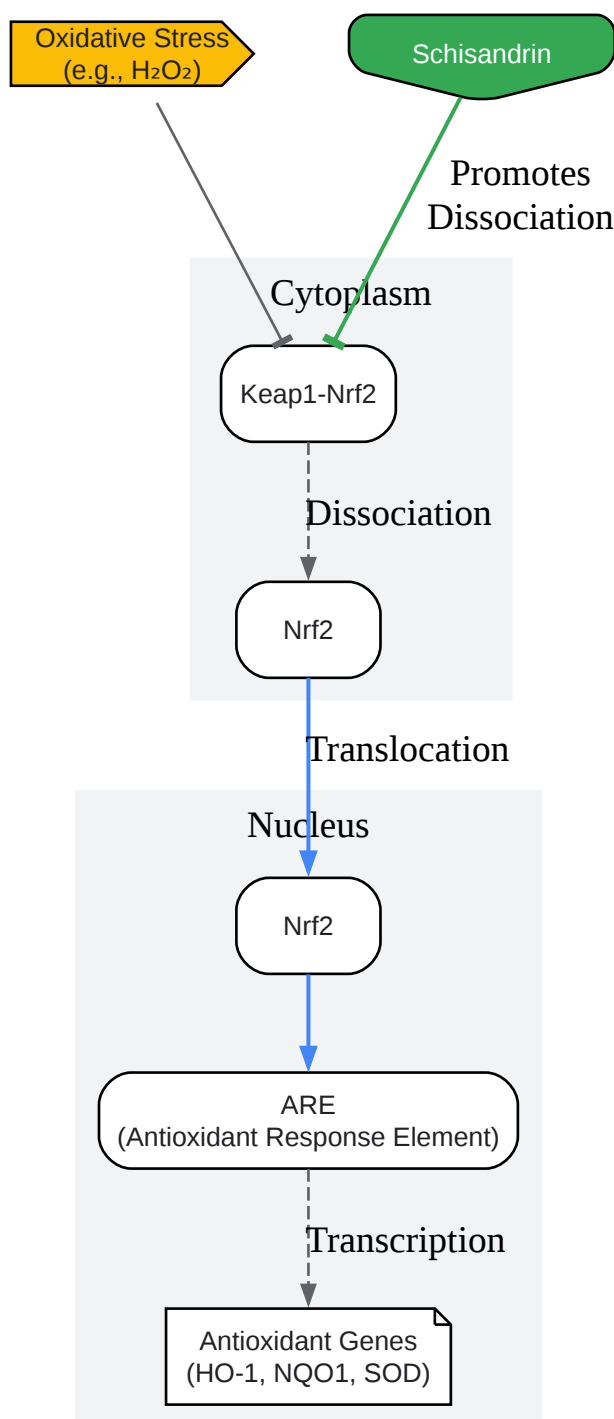 Oxidative Stress
(e.g., H₂O₂)
Schisandrin
Promotes
Dissociation
Cytoplasm
Keap1-Nrf2
Dissociation
Nrf2
Translocation
Nucleus
Nrf2
ARE
(Antioxidant Response Element)
Transcription
Antioxidant Genes
(HO-1, NQO1, SOD)